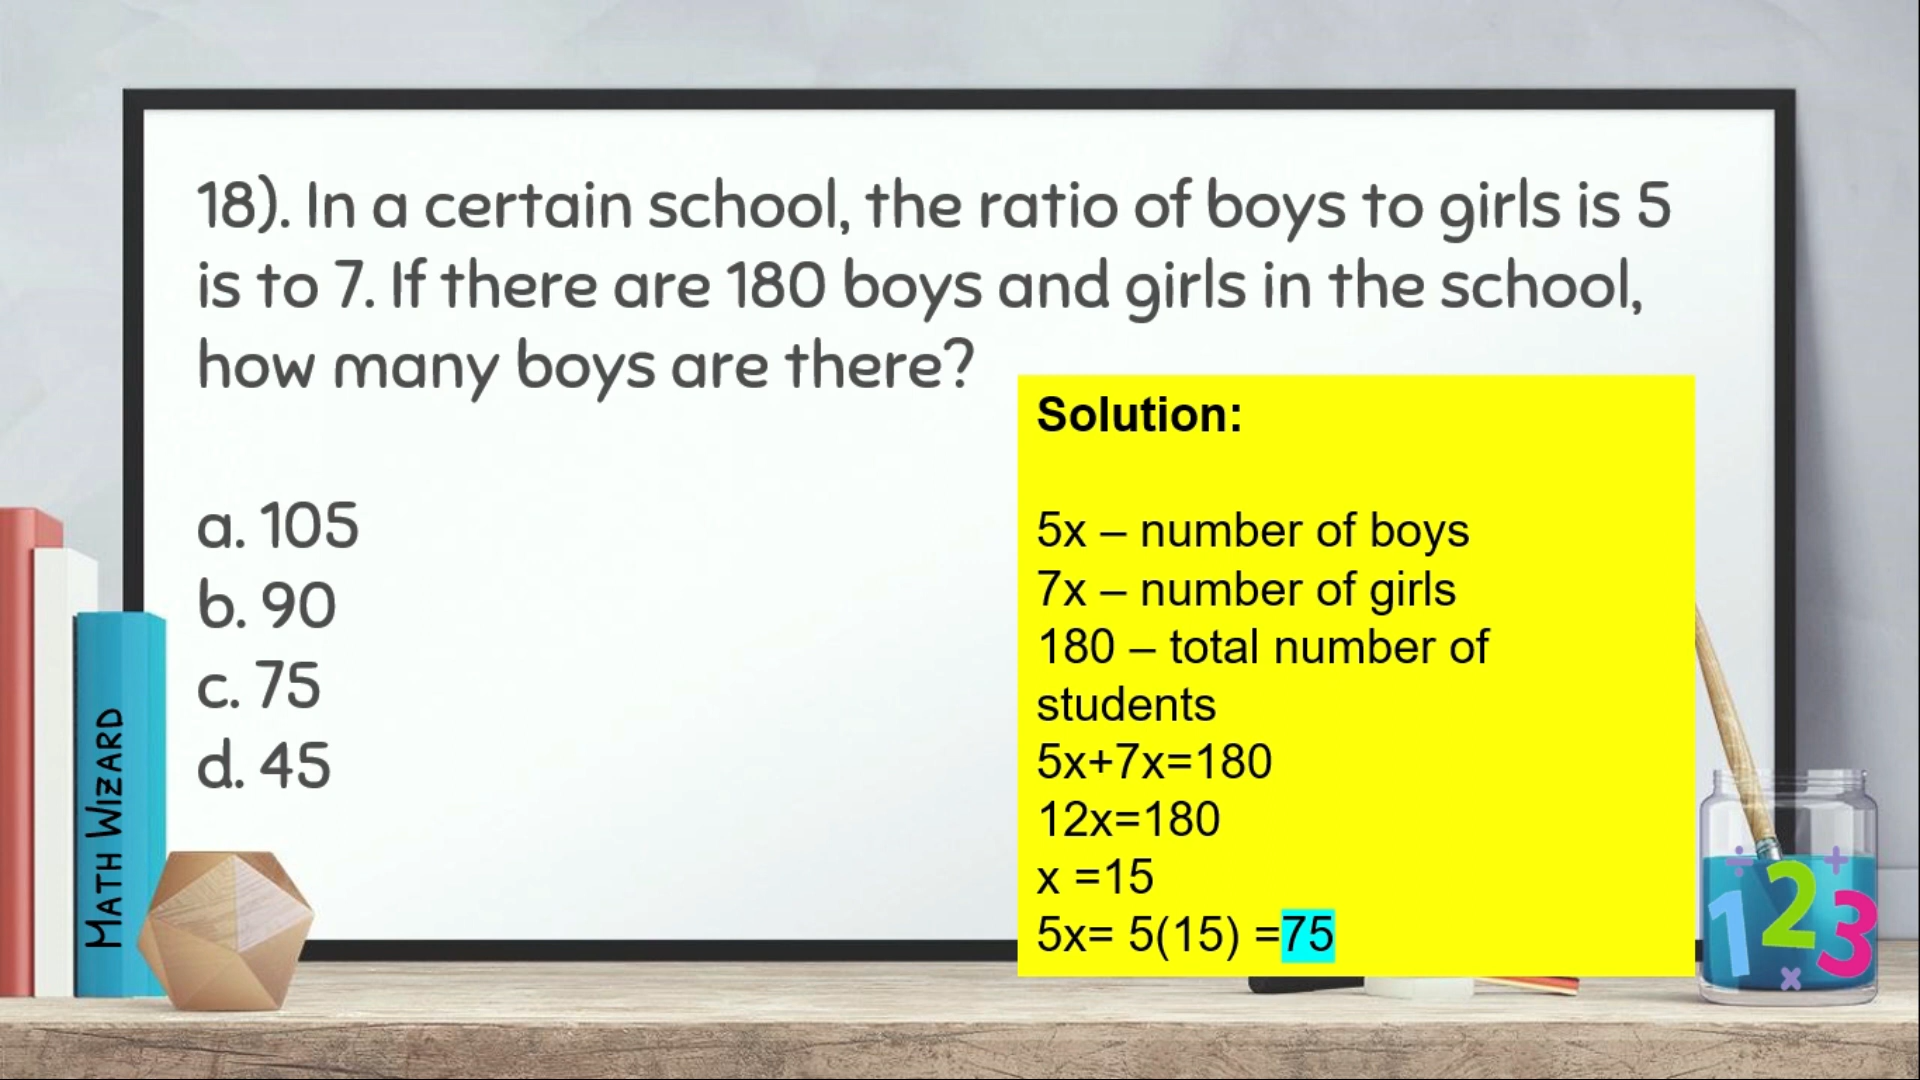 18). In a certain school, the ratio of boys to girls is 5
is to 7. If there are 180 boys and girls in the school,
how many boys are there?
a. 105
b. 90
c. 75
d. 45
Solution:
5x – number of boys
7x – number of girls
180 – total number of
students
5x+7x=180
12x=180
x =15
5x= 5(15) =75
MATH WIZARD
÷ +
123
x